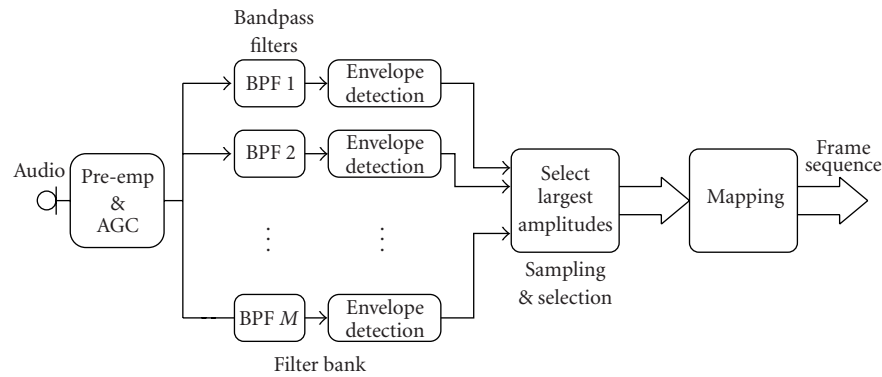 Bandpass
filters
BPF 1
Envelope
detection
BPF 2
Envelope
detection
Audio
Pre-emp
&
AGC
Select
largest
amplitudes
Mapping
Frame
sequence
⋮
⋮
Sampling
& selection
BPF M
Envelope
detection
Filter bank